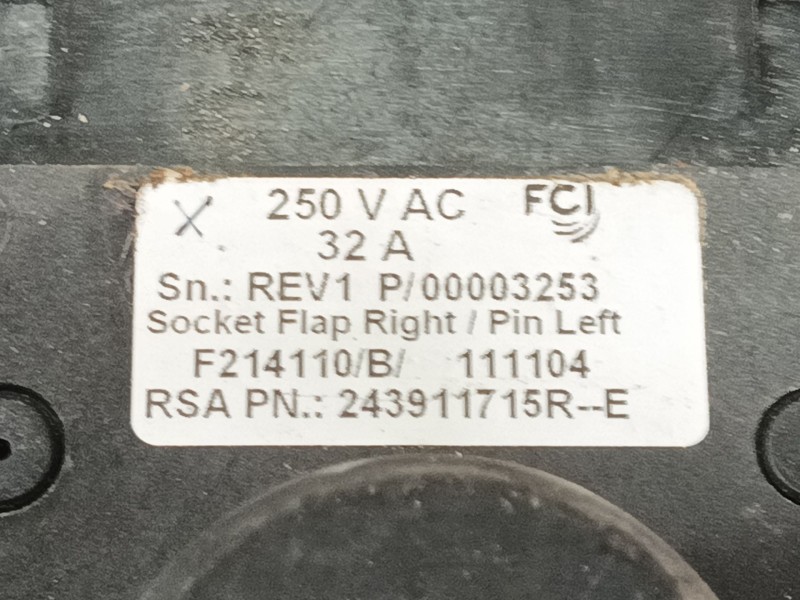 X 250 V AC FCI
32 A
Sn.: REV1 P/00003253
Socket Flap Right / Pin Left
F214110/B/ 111104
RSA PN.: 243911715R--E